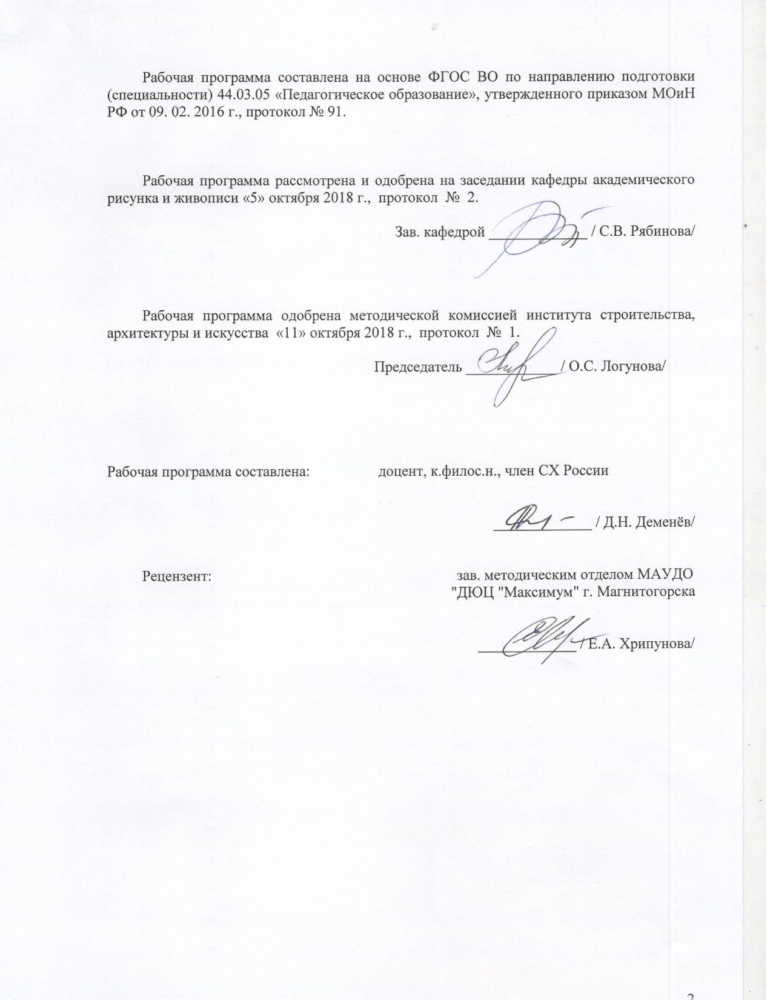 Рабочая программа составлена на основе ФГОС ВО по направлению подготовки
(специальности) 44.03.05 «Педагогическое образование», утвержденного приказом МОиН
РФ от 09. 02. 2016 г., протокол № 91.
Рабочая программа рассмотрена и одобрена на заседании кафедры академического
рисунка и живописи «5» октября 2018 г., протокол № 2.
Зав. кафедрой _____________ / С.В. Рябинова/
Рабочая программа одобрена методической комиссией института строительства,
архитектуры и искусства «11» октября 2018 г., протокол № 1.
Председатель ____________/ О.С. Логунова/
Рабочая программа составлена: доцент, к.филос.н., член СХ России
_____________ / Д.Н. Деменёв/
Рецензент: зав. методическим отделом МАУДО
"ДЮЦ "Максимум" г. Магнитогорска
_____________ / Е.А. Хрипунова/
2